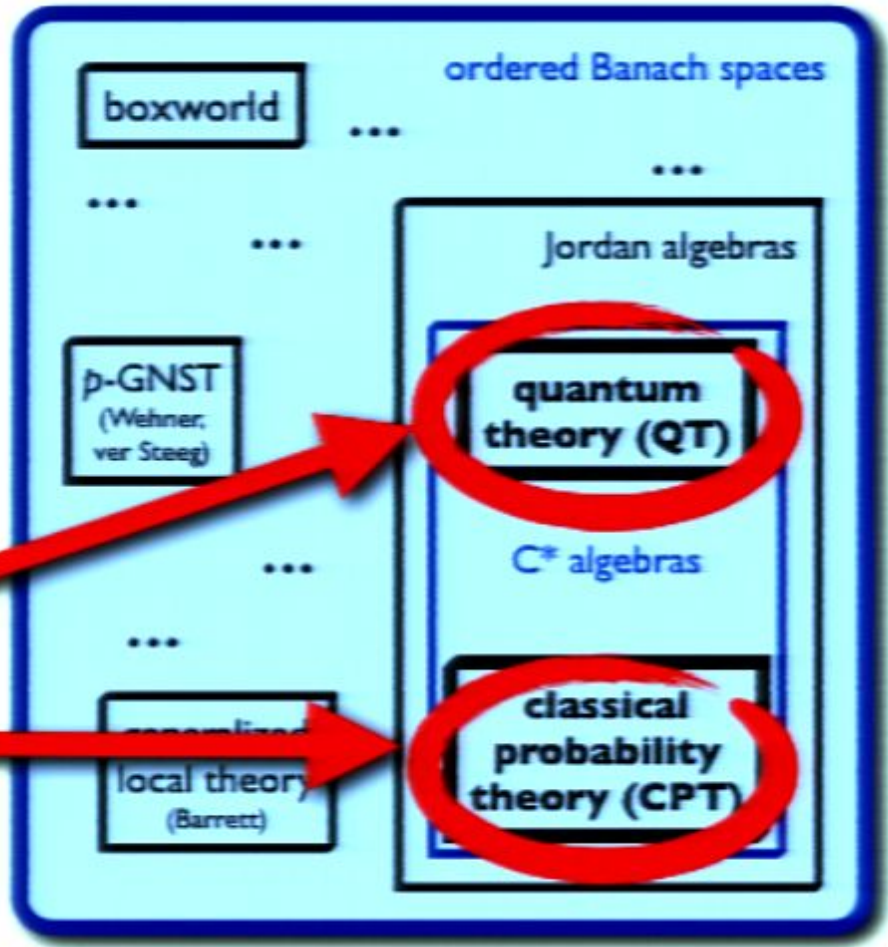 ordered Banach spaces
boxworld
...
...
...
...
Jordan algebras
p-GNST
(Wehner,
ver Steeg)
quantum
theory (QT)
...
C* algebras
...
generalized
local theory
(Barrett)
classical
probability
theory (CPT)